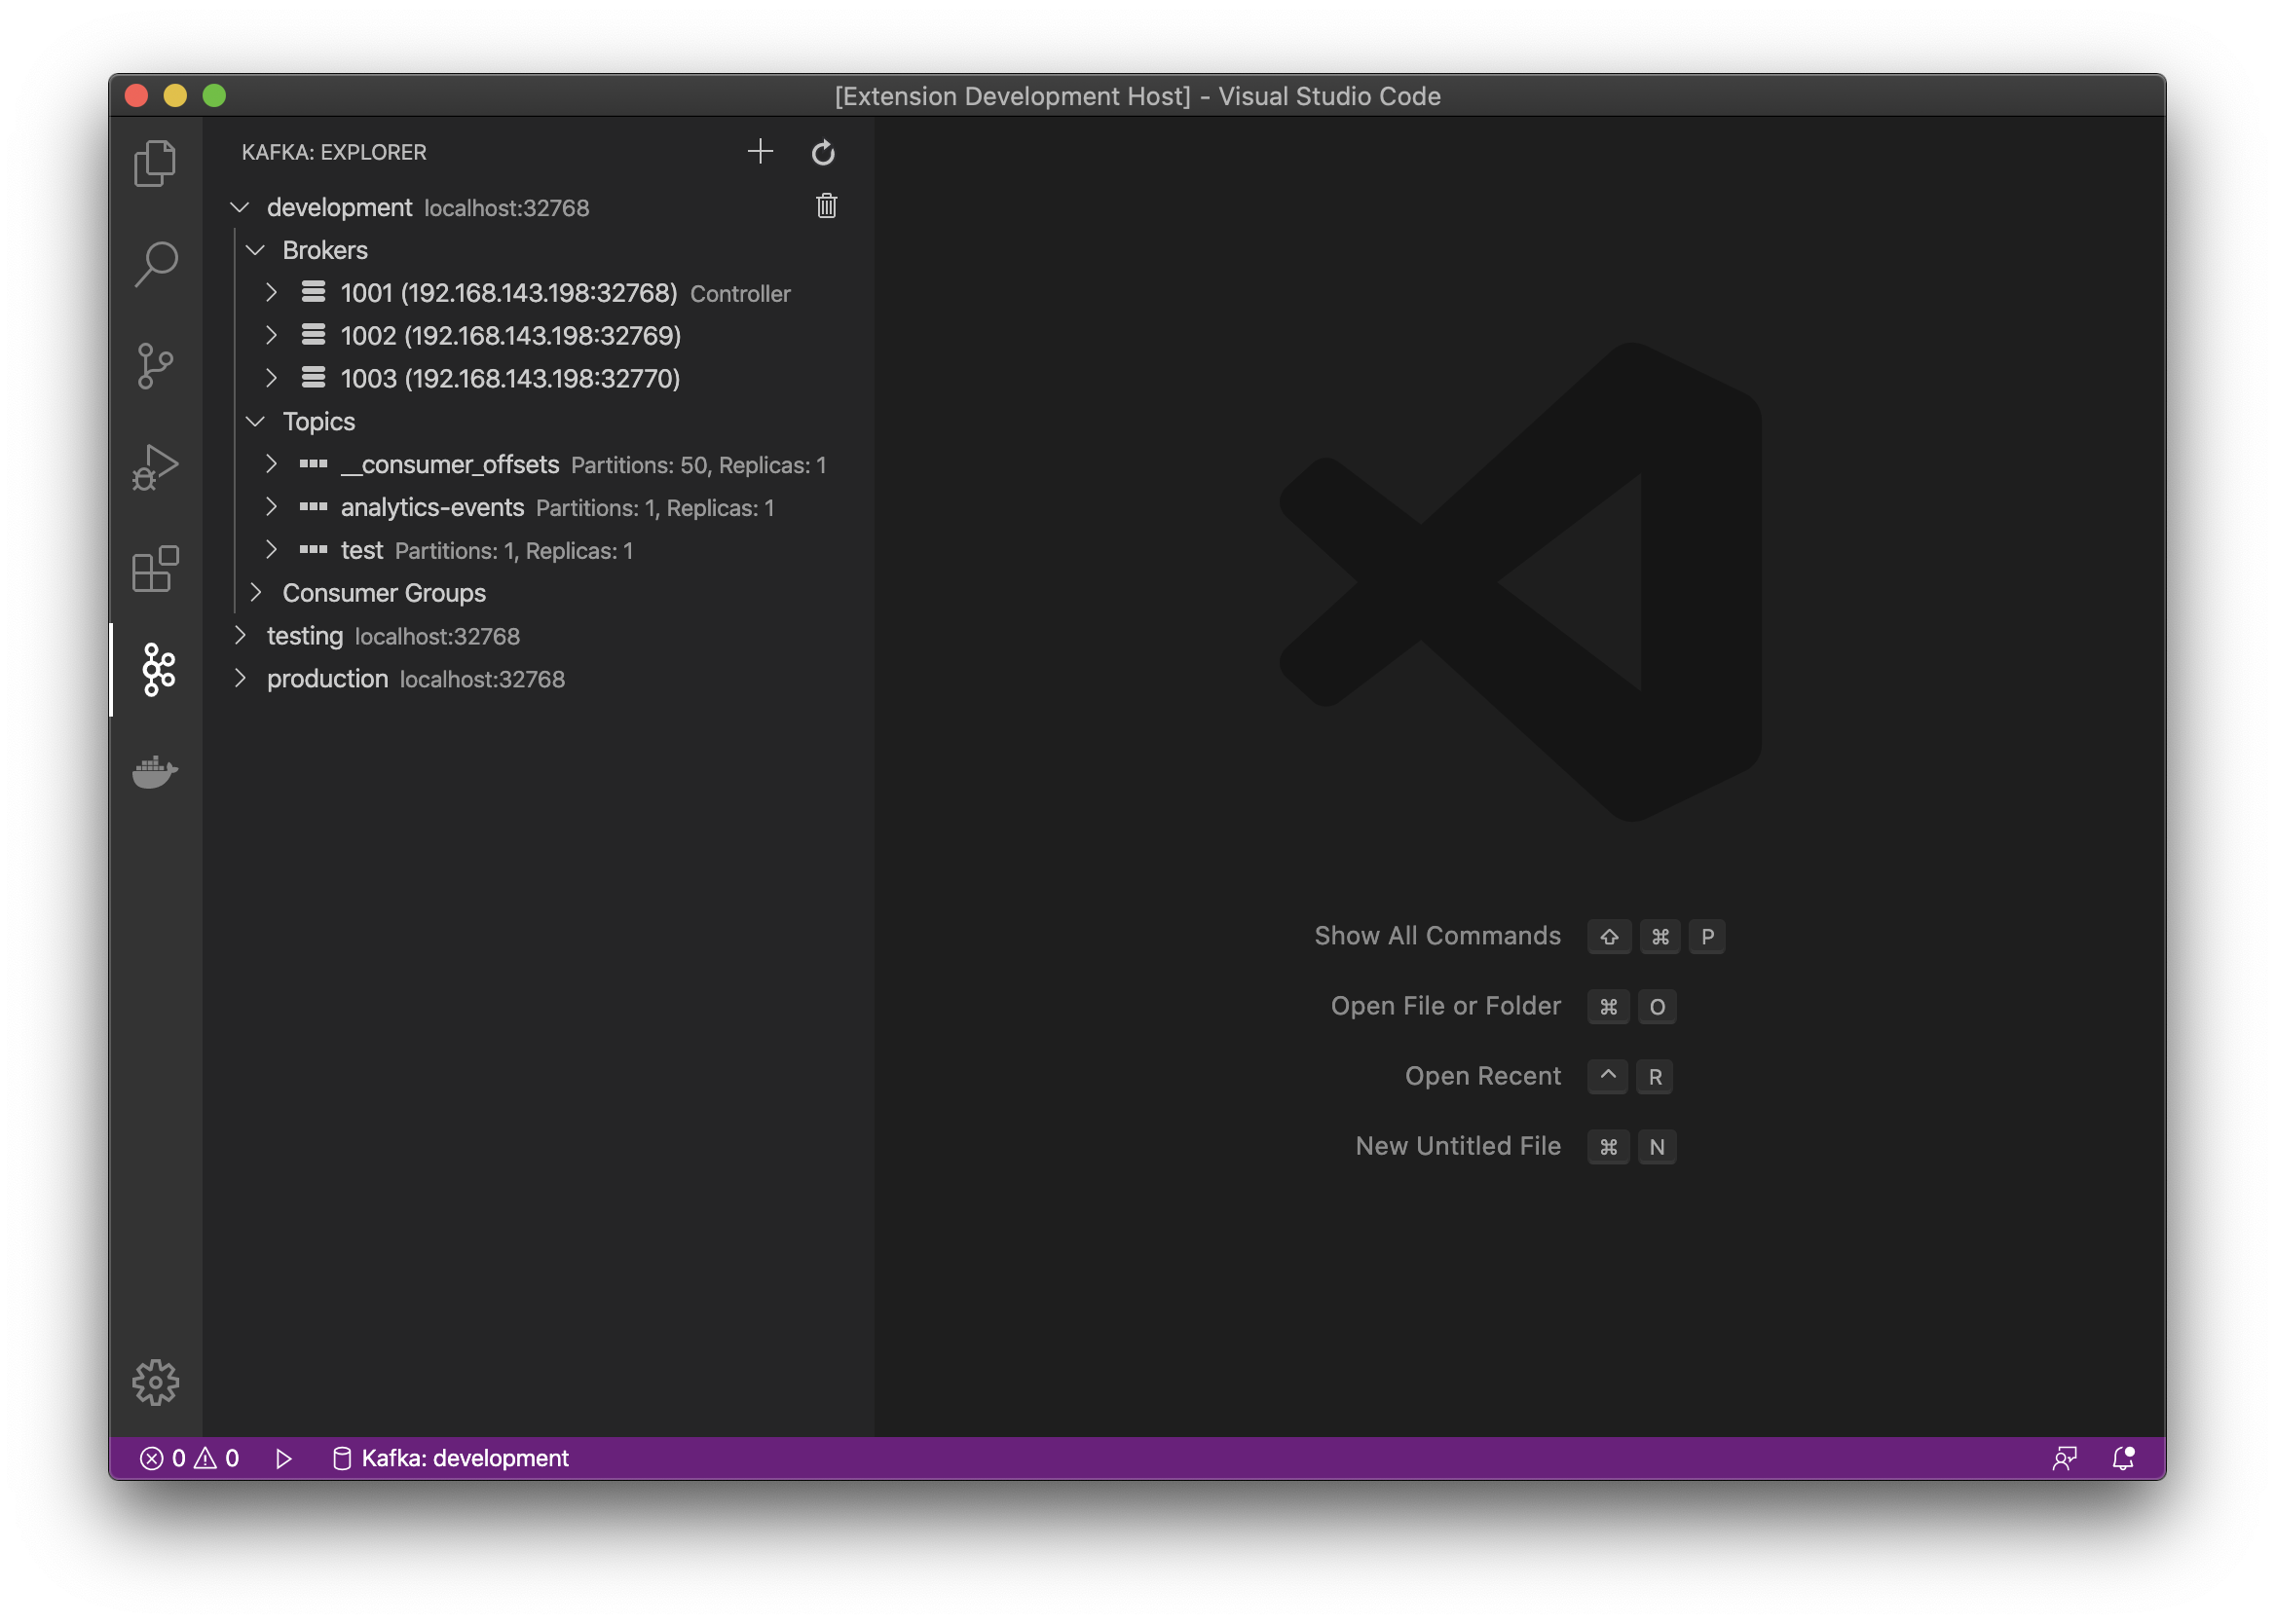 [Extension Development Host] - Visual Studio Code
KAFKA: EXPLORER
development localhost:32768
Brokers
1001 (192.168.143.198:32768) Controller
1002 (192.168.143.198:32769)
1003 (192.168.143.198:32770)
Topics
__consumer_offsets Partitions: 50, Replicas: 1
analytics-events Partitions: 1, Replicas: 1
test Partitions: 1, Replicas: 1
Consumer Groups
testing localhost:32768
production localhost:32768
Show All Commands ⇧ ⌘ P
Open File or Folder ⌘ O
Open Recent ^ R
New Untitled File ⌘ N
0 0 Kafka: development